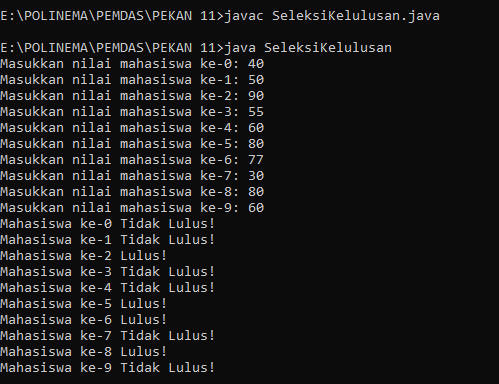 E:\POLINEMA\PEMDAS\PEKAN 11>javac SeleksiKelulusan.java
E:\POLINEMA\PEMDAS\PEKAN 11>java SeleksiKelulusan
Masukkan nilai mahasiswa ke-0: 40
Masukkan nilai mahasiswa ke-1: 50
Masukkan nilai mahasiswa ke-2: 90
Masukkan nilai mahasiswa ke-3: 55
Masukkan nilai mahasiswa ke-4: 60
Masukkan nilai mahasiswa ke-5: 80
Masukkan nilai mahasiswa ke-6: 77
Masukkan nilai mahasiswa ke-7: 30
Masukkan nilai mahasiswa ke-8: 80
Masukkan nilai mahasiswa ke-9: 60
Mahasiswa ke-0 Tidak Lulus!
Mahasiswa ke-1 Tidak Lulus!
Mahasiswa ke-2 Lulus!
Mahasiswa ke-3 Tidak Lulus!
Mahasiswa ke-4 Tidak Lulus!
Mahasiswa ke-5 Lulus!
Mahasiswa ke-6 Lulus!
Mahasiswa ke-7 Tidak Lulus!
Mahasiswa ke-8 Lulus!
Mahasiswa ke-9 Tidak Lulus!